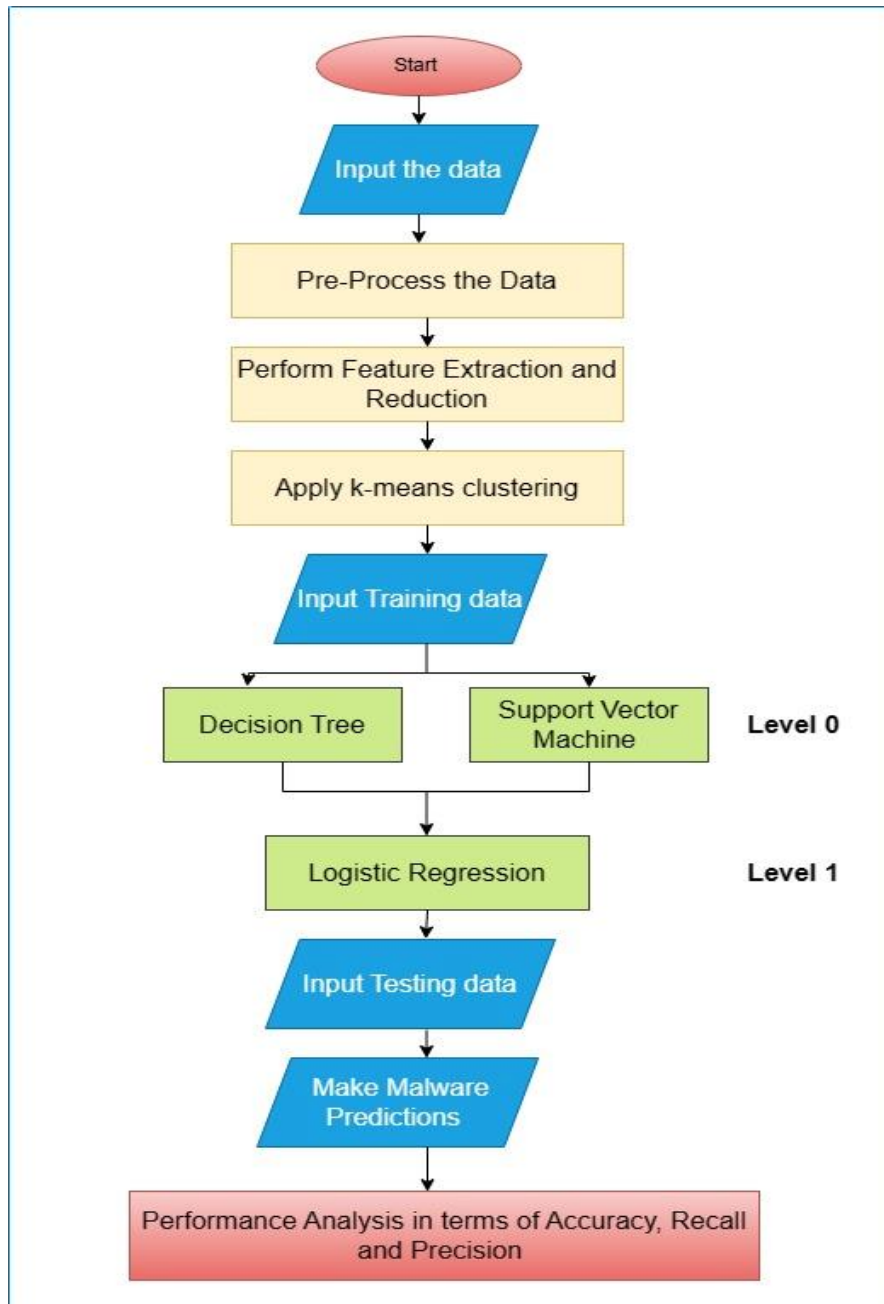 Start
Input the data
Pre-Process the Data
Perform Feature Extraction and
Reduction
Apply k-means clustering
Input Training data
Decision Tree
Support Vector
Machine
Level 0
Logistic Regression
Level 1
Input Testing data
Make Malware
Predictions
Performance Analysis in terms of Accuracy, Recall
and Precision